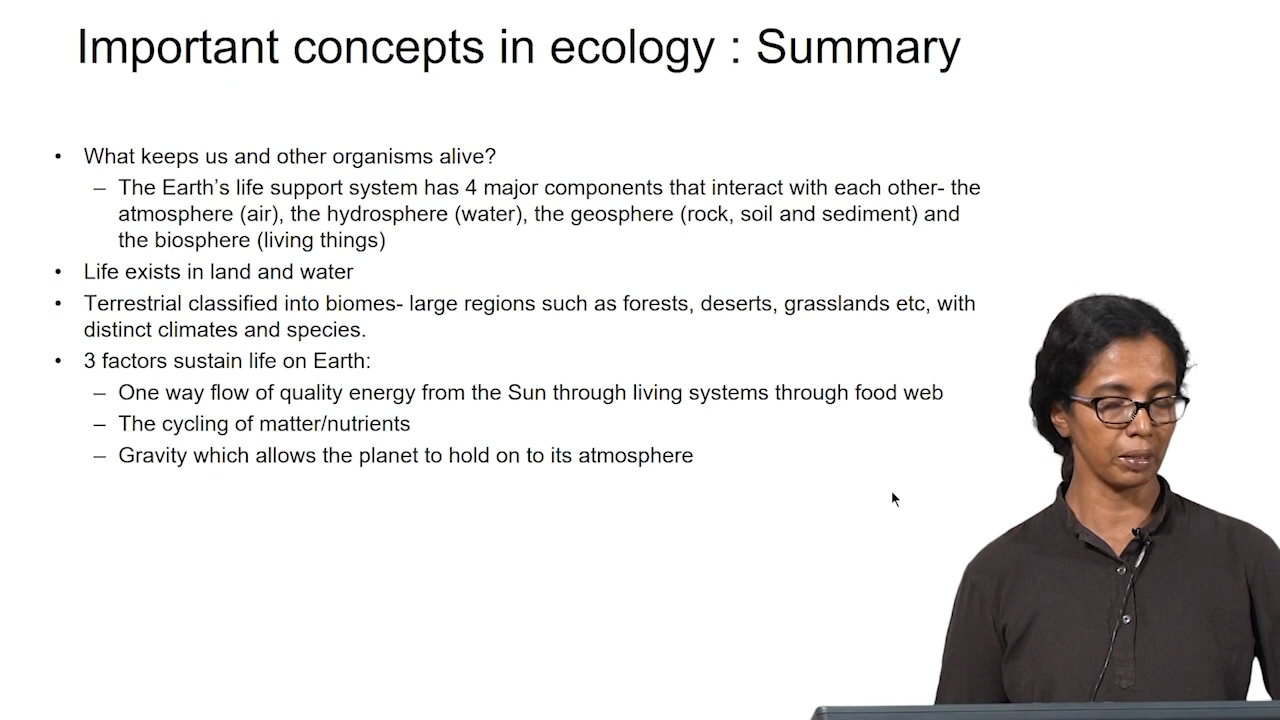 Important concepts in ecology : Summary
• What keeps us and other organisms alive?
– The Earth’s life support system has 4 major components that interact with each other- the
atmosphere (air), the hydrosphere (water), the geosphere (rock, soil and sediment) and
the biosphere (living things)
• Life exists in land and water
• Terrestrial classified into biomes- large regions such as forests, deserts, grasslands etc, with
distinct climates and species.
• 3 factors sustain life on Earth:
– One way flow of quality energy from the Sun through living systems through food web
– The cycling of matter/nutrients
– Gravity which allows the planet to hold on to its atmosphere